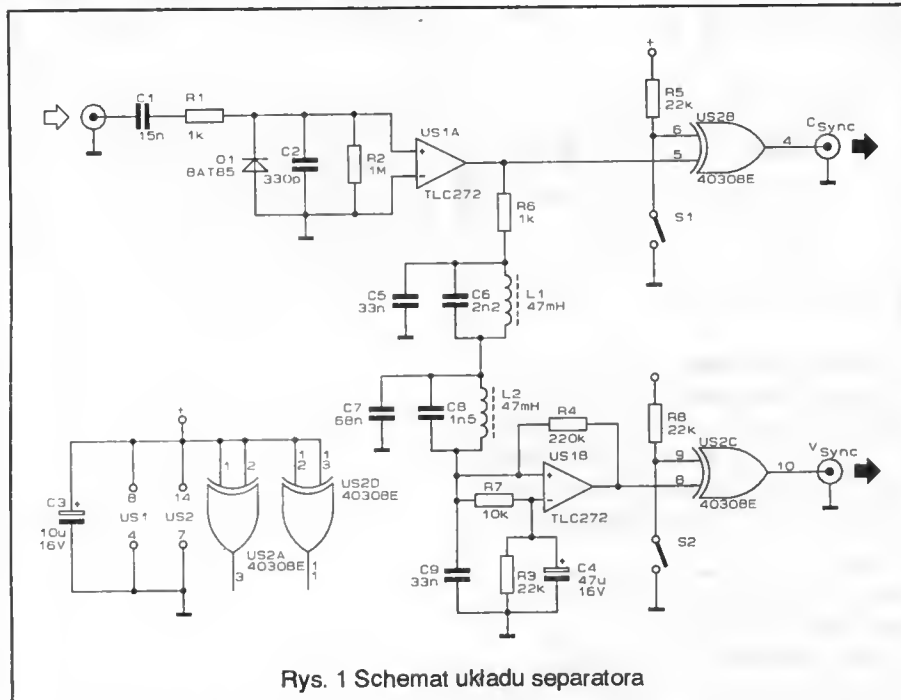 C1
15n
R1
1k
D1
BAT85
C2
330p
R2
1M
US1A
+
−
TLC272
R6
1k
+
R5
22k
US2B
6
5
4
40308E
CSync
S1
C5
33n
C6
2n2
L1
47mH
C7
68n
C8
1n5
L2
47mH
R4
220k
US1B
+
−
TLC272
R7
10k
R8
22k
US2C
9
8
10
40308E
VSync
S2
C9
33n
R3
22k
C4
47u
16V
+
C3
+
10u
16V
8
14
US1
US2
4
7
1
2
US2A
40308E
3
12
13
US2D
40308E
11
Rys. 1 Schemat układu separatora